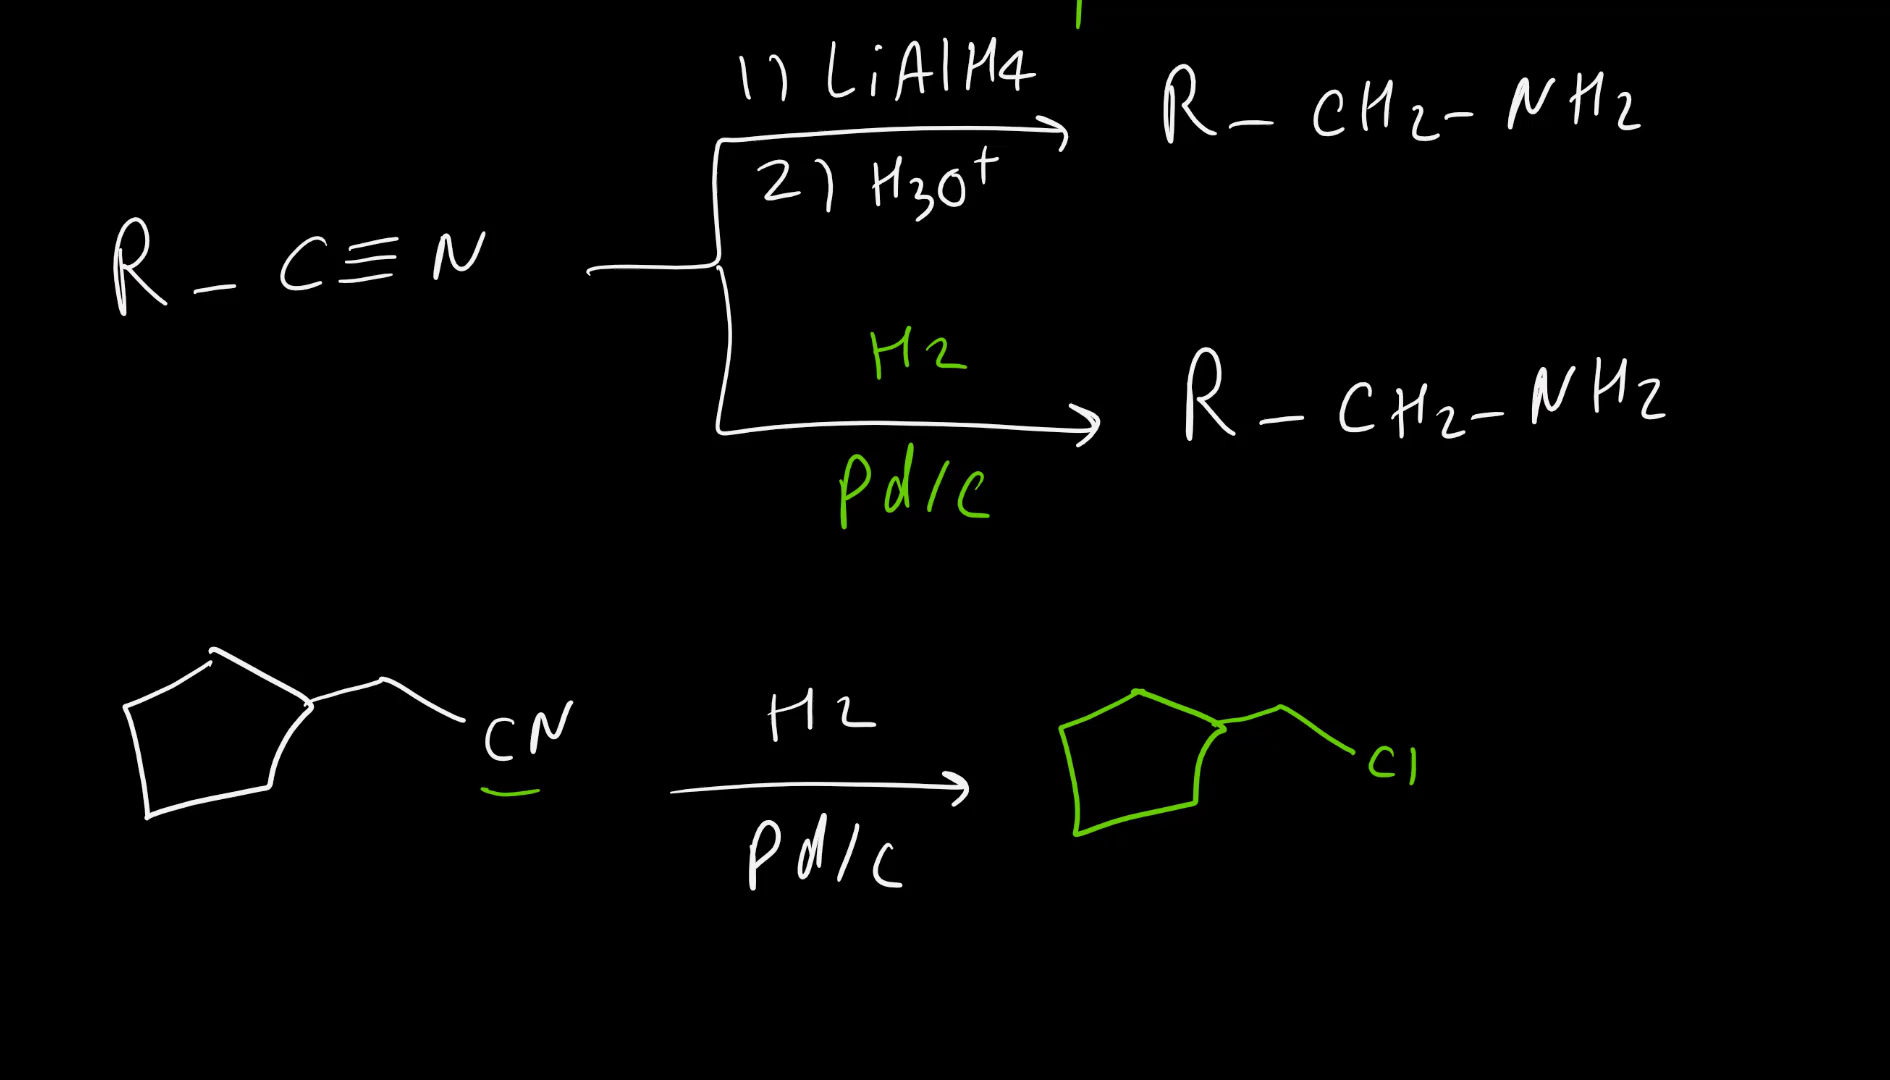 1) LiAlH4
R - CH2 - NH2
2) H3O+
R - C≡N
H2
R - CH2 - NH2
Pd/C
CN
H2
Cl
Pd/C